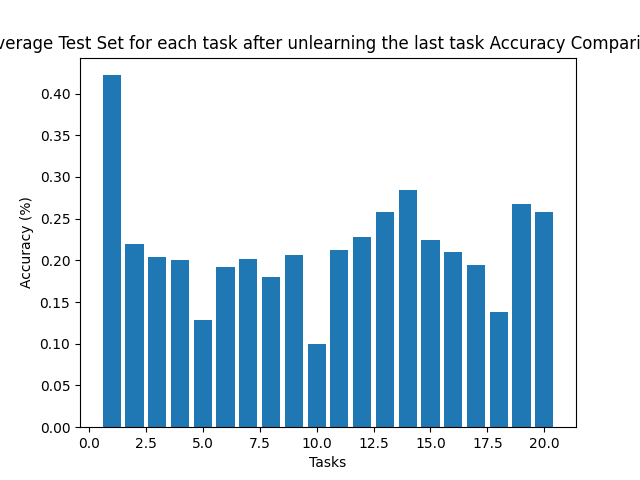 verage Test Set for each task after unlearning the last task Accuracy Compari
0.40
0.35
0.30
0.25
0.20
0.15
0.10
0.05
0.00
Accuracy (%)
0.0 2.5 5.0 7.5 10.0 12.5 15.0 17.5 20.0
Tasks